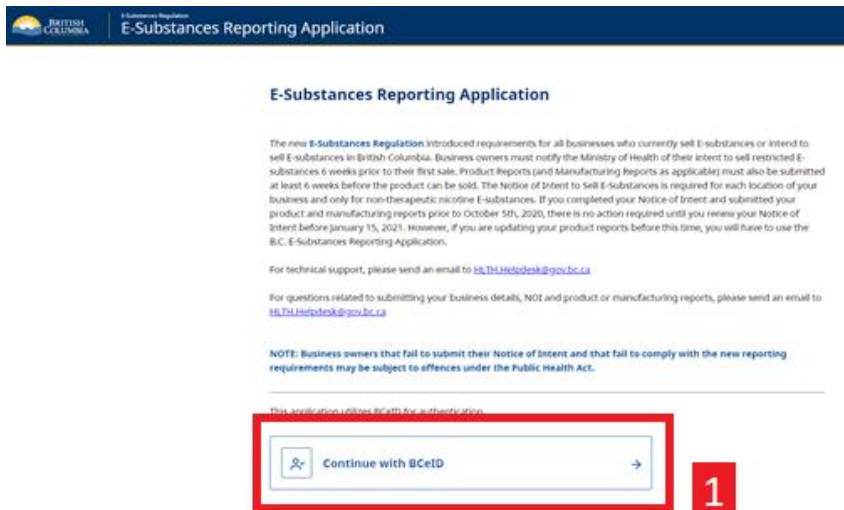 BRITISH
COLUMBIA
E-Substances Regulation
E-Substances Reporting Application
E-Substances Reporting Application
The new E-Substances Regulation introduced requirements for all businesses who currently sell E-substances or intend to
sell E-substances in British Columbia. Business owners must notify the Ministry of Health of their intent to sell restricted E-
substances 6 weeks prior to their first sale. Product Reports (and Manufacturing Reports as applicable) must also be submitted
at least 6 weeks before the product can be sold. The Notice of Intent to Sell E-Substances is required for each location of your
business and only for non-therapeutic nicotine E-substances. If you completed your Notice of Intent and submitted your
product and manufacturing reports prior to October 5th, 2020, there is no action required until you renew your Notice of
Intent before January 15, 2021. However, if you are updating your product reports before this time, you will have to use the
B.C. E-Substances Reporting Application.
For technical support, please send an email to HLTH.Helpdesk@gov.bc.ca
For questions related to submitting your business details, NOI and product or manufacturing reports, please send an email to
HLTH.Helpdesk@gov.bc.ca
NOTE: Business owners that fail to submit their Notice of Intent and that fail to comply with the new reporting
requirements may be subject to offences under the Public Health Act.
This application utilizes BCeID for authentication
Continue with BCeID
1